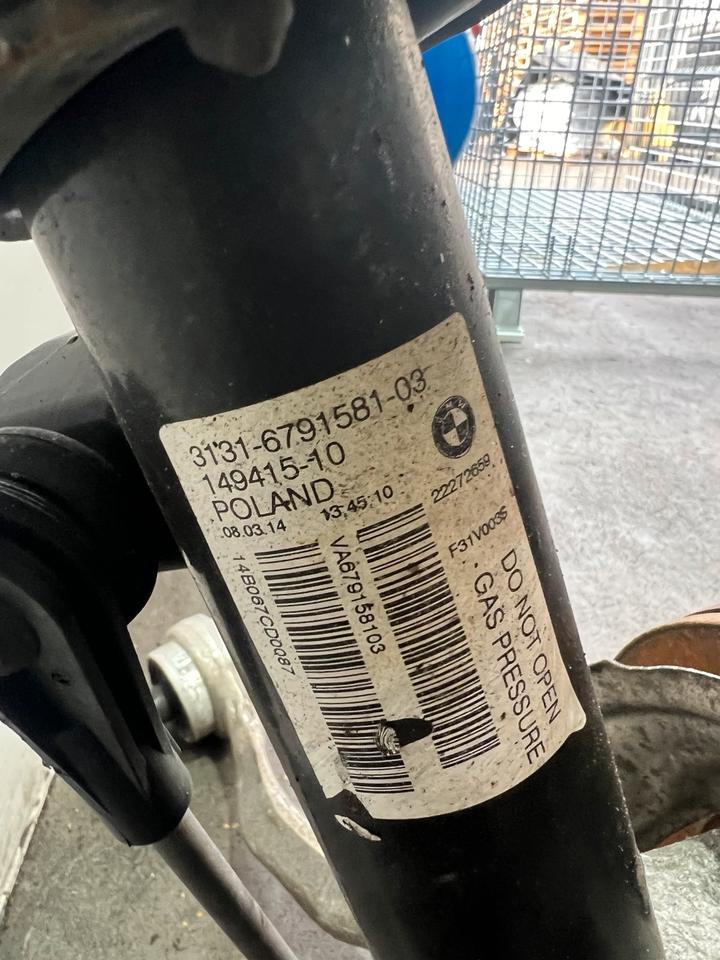 3131-6791581-03
149415-10
POLAND
08.03.14 13:45:10 22272659
14B067CD0087
VA679158103
F31V003S
DO NOT OPEN
GAS PRESSURE